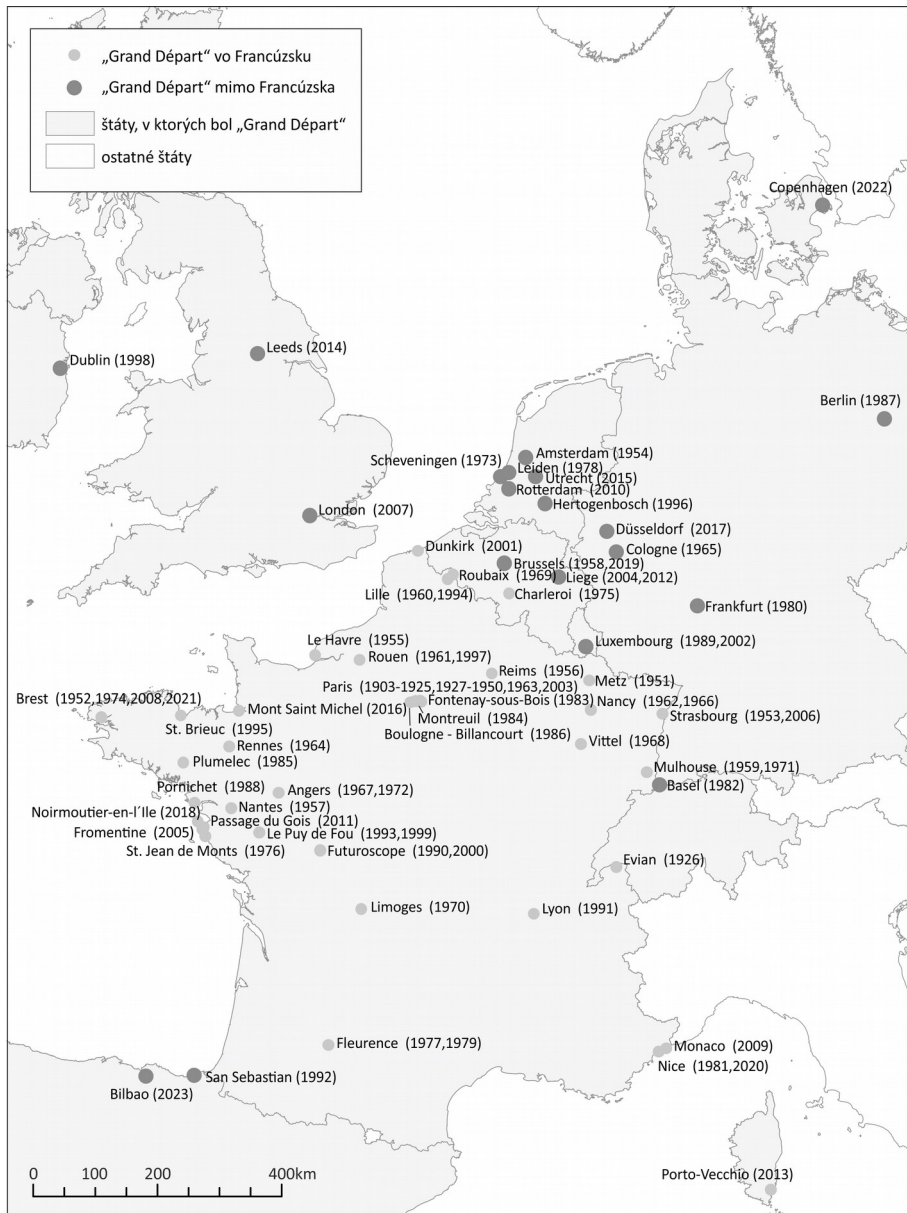 „Grand Départ“ vo Francúzsku
„Grand Départ“ mimo Francúzska
štáty, v ktorých bol „Grand Départ“
ostatné štáty
Copenhagen (2022)
Leeds (2014)
Dublin (1998)
Berlin (1987)
Amsterdam (1954)
Scheveningen (1973)
Leiden (1978)
Utrecht (2015)
Rotterdam (2010)
Hertogenbosch (1996)
London (2007)
Düsseldorf (2017)
Dunkirk (2001)
Cologne (1965)
Brussels (1958,2019)
Roubaix (1969)
Liege (2004,2012)
Lille (1960,1994)
Charleroi (1975)
Frankfurt (1980)
Le Havre (1955)
Luxembourg (1989,2002)
Rouen (1961,1997)
Reims (1956)
Metz (1951)
Paris (1903-1925,1927-1950,1963,2003)
Brest (1952,1974,2008,2021)
Fontenay-sous-Bois (1983)
Nancy (1962,1966)
Mont Saint Michel (2016)
Strasbourg (1953,2006)
Montreuil (1984)
St. Brieuc (1995)
Boulogne - Billancourt (1986)
Rennes (1964)
Vittel (1968)
Plumelec (1985)
Mulhouse (1959,1971)
Pornichet (1988)
Angers (1967,1972)
Basel (1982)
Nantes (1957)
Noirmoutier-en-l´Ile (2018)
Passage du Gois (2011)
Fromentine (2005)
Le Puy de Fou (1993,1999)
St. Jean de Monts (1976)
Futuroscope (1990,2000)
Evian (1926)
Limoges (1970)
Lyon (1991)
Fleurence (1977,1979)
Monaco (2009)
Nice (1981,2020)
San Sebastian (1992)
Bilbao (2023)
Porto-Vecchio (2013)
0 100 200 400km